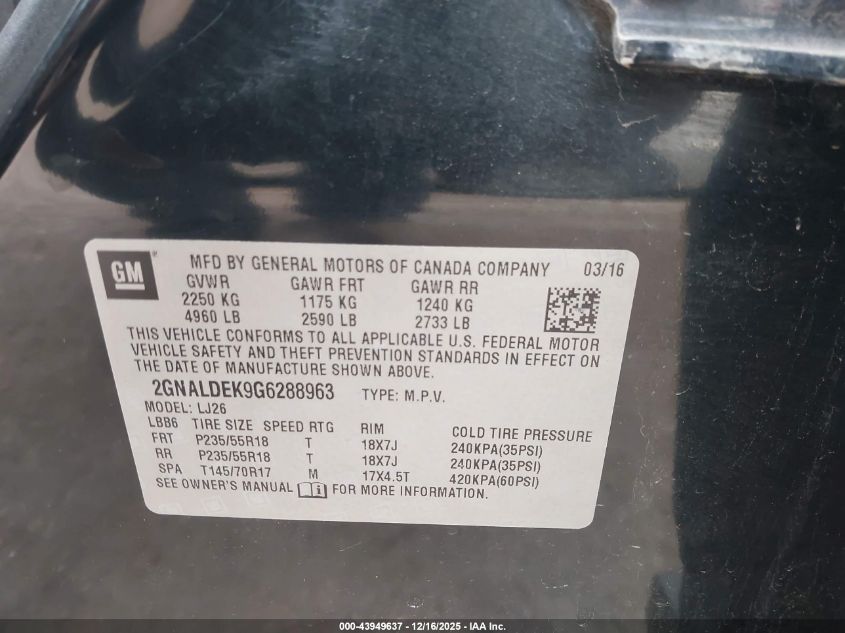 GM
MFD BY GENERAL MOTORS OF CANADA COMPANY 03/16
GVWR GAWR FRT GAWR RR
2250 KG 1175 KG 1240 KG
4960 LB 2590 LB 2733 LB
THIS VEHICLE CONFORMS TO ALL APPLICABLE U.S. FEDERAL MOTOR
VEHICLE SAFETY AND THEFT PREVENTION STANDARDS IN EFFECT ON
THE DATE OF MANUFACTURE SHOWN ABOVE.
2GNALDEK9G6288963 TYPE: M.P.V.
MODEL: LJ26
LBB6 TIRE SIZE SPEED RTG RIM COLD TIRE PRESSURE
FRT P235/55R18 T 18X7J 240KPA(35PSI)
RR P235/55R18 T 18X7J 240KPA(35PSI)
SPA T145/70R17 M 17X4.5T 420KPA(60PSI)
SEE OWNER'S MANUAL FOR MORE INFORMATION.
000-43949637 - 12/16/2025 - IAA Inc.